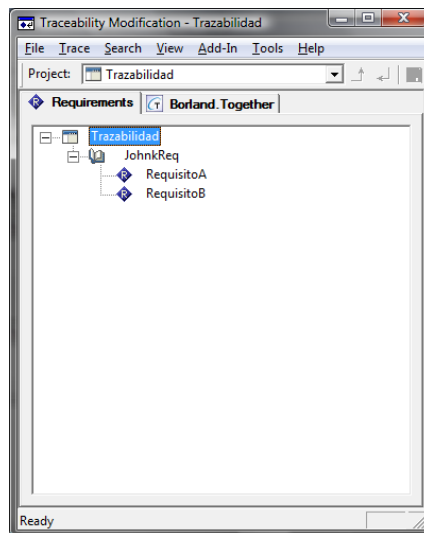 Traceability Modification - Trazabilidad
File Trace Search View Add-In Tools Help
Project: Trazabilidad
R Requirements T Borland.Together
Trazabilidad
JohnkReq
R RequisitoA
R RequisitoB
Ready